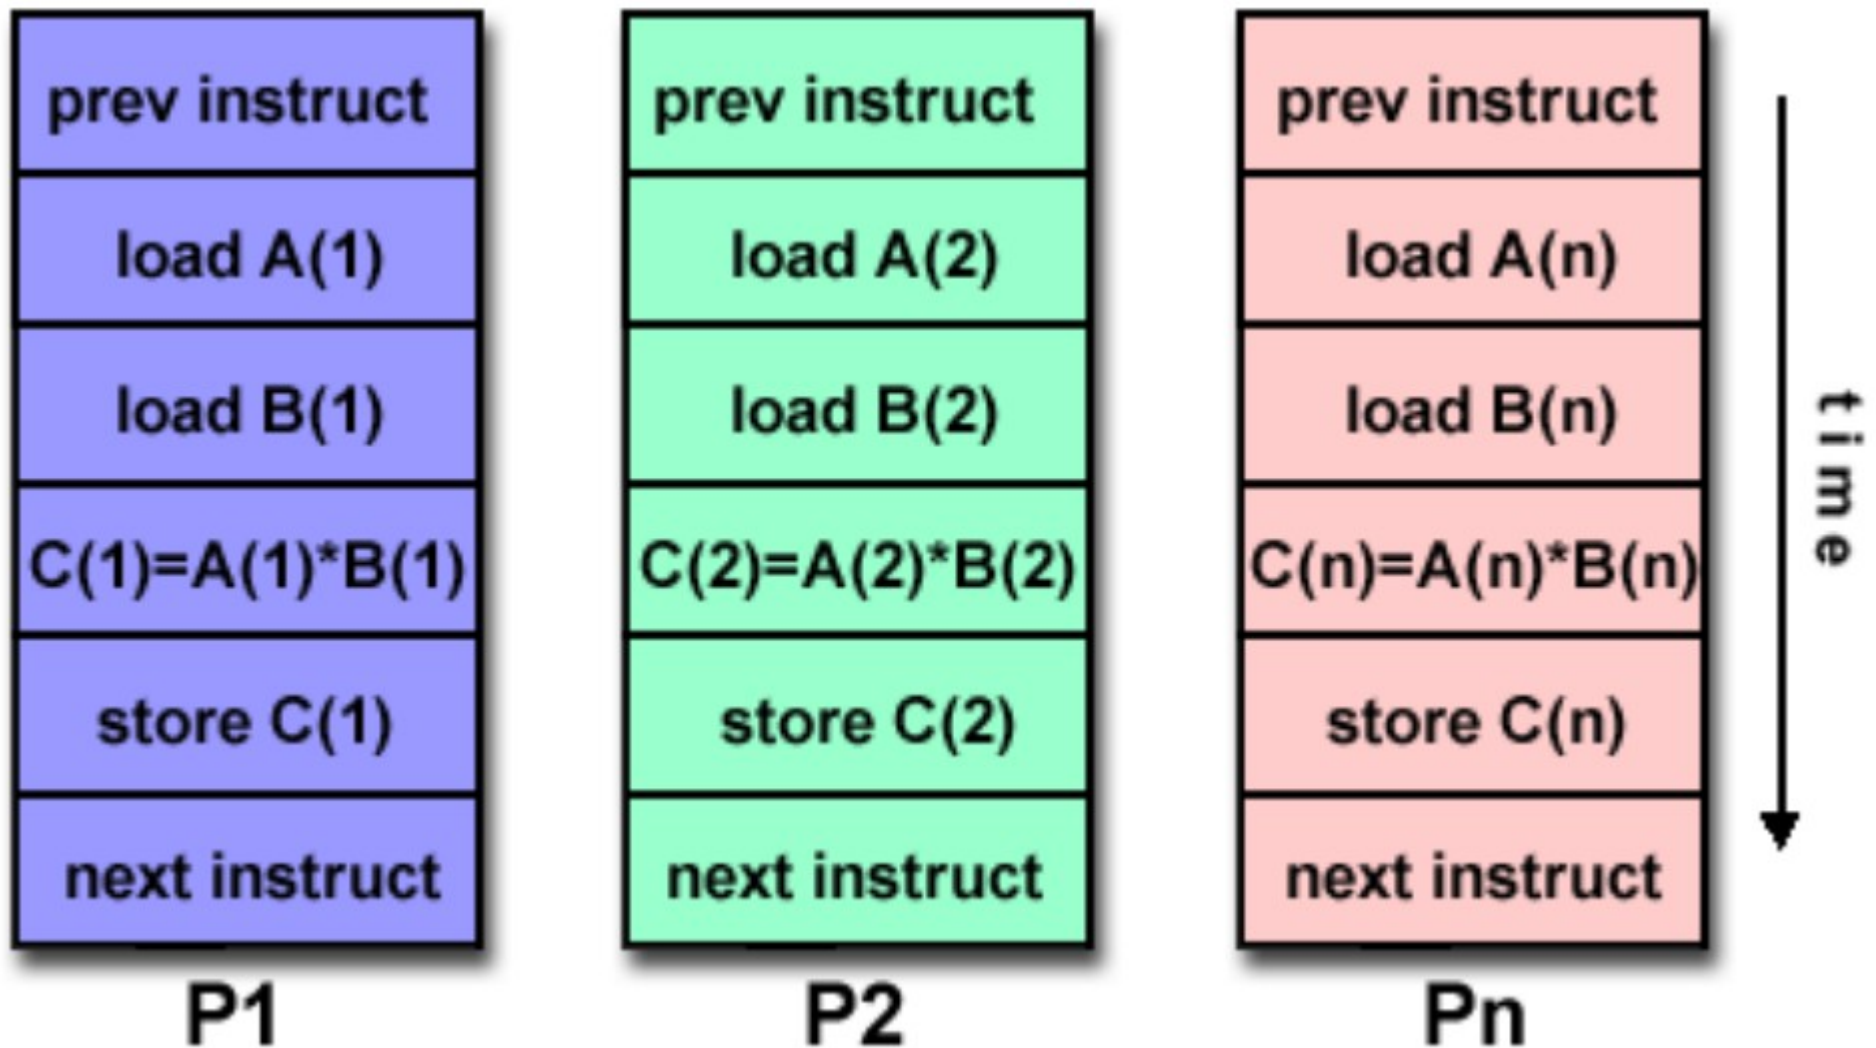 prev instruct
load A(1)
load B(1)
C(1)=A(1)*B(1)
store C(1)
next instruct
P1
prev instruct
load A(2)
load B(2)
C(2)=A(2)*B(2)
store C(2)
next instruct
P2
prev instruct
load A(n)
load B(n)
C(n)=A(n)*B(n)
store C(n)
next instruct
Pn
time